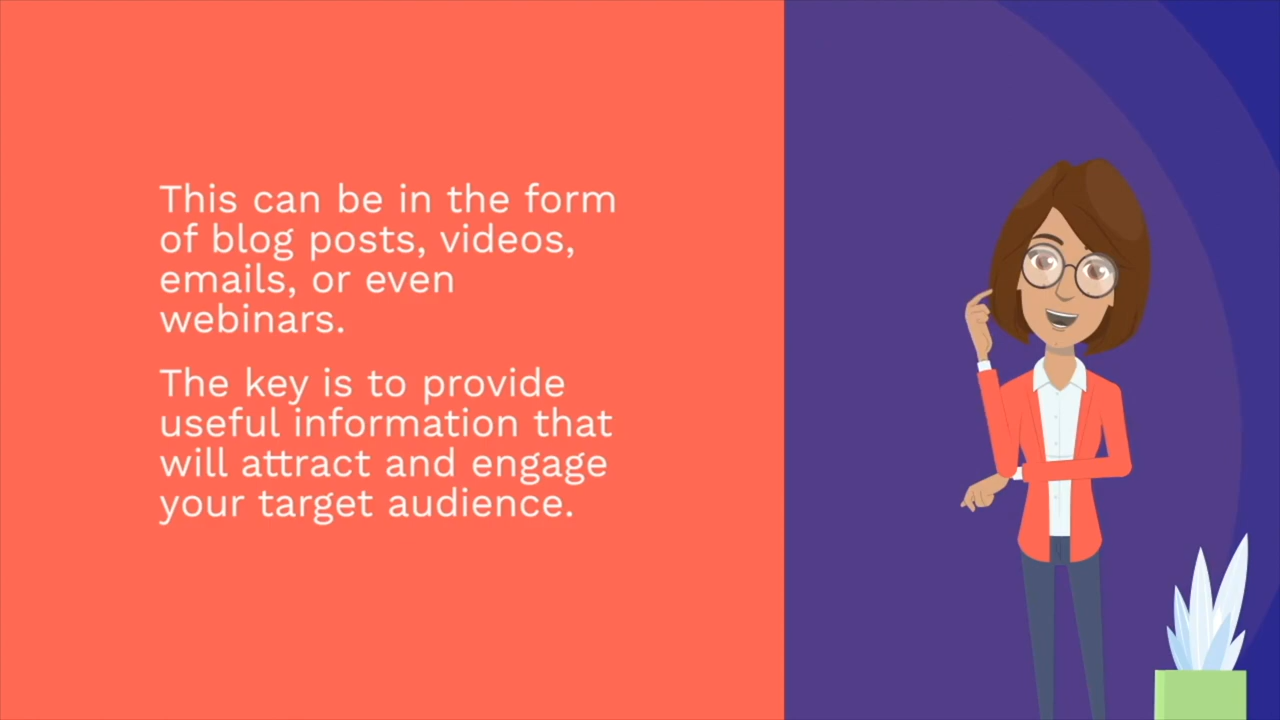 This can be in the form
of blog posts, videos,
emails, or even
webinars.
The key is to provide
useful information that
will attract and engage
your target audience.